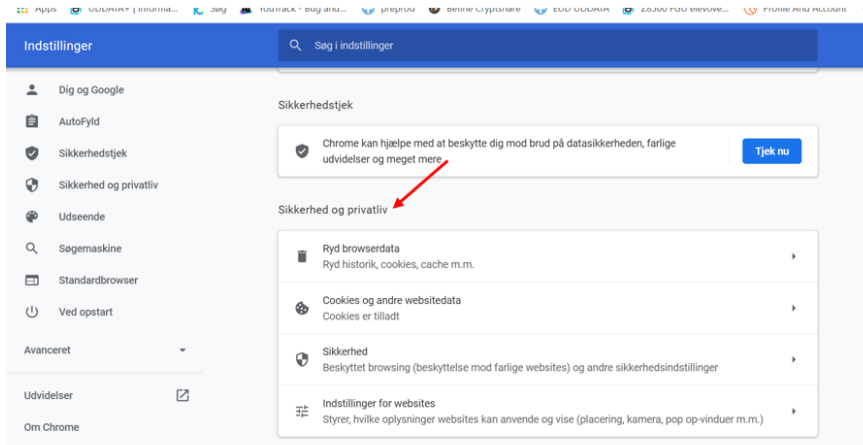 Apps
Søg
preprod
Indstillinger
Søg i indstillinger
Dig og Google
AutoFyld
Sikkerhedstjek
Sikkerhed og privatliv
Udseende
Søgemaskine
Standardbrowser
Ved opstart
Avanceret
Udvidelser
Om Chrome
Sikkerhedstjek
Chrome kan hjælpe med at beskytte dig mod brud på datasikkerheden, farlige
udvidelser og meget mere
Tjek nu
Sikkerhed og privatliv
Ryd browserdata
Ryd historik, cookies, cache m.m.
Cookies og andre websitedata
Cookies er tilladt
Sikkerhed
Beskyttet browsing (beskyttelse mod farlige websites) og andre sikkerhedsindstillinger
Indstillinger for websites
Styrer, hvilke oplysninger websites kan anvende og vise (placering, kamera, pop op-vinduer m.m.)